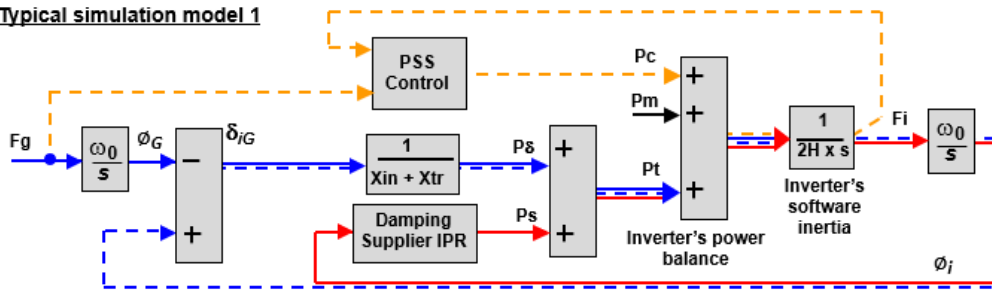 Typical simulation model 1
PSS
Control
Pc
Pm
Fg
ω0
s
ØG
δiG
−
+
1
Xin + Xtr
Pδ
Damping
Supplier IPR
Ps
+
+
Pt
+
+
+
Inverter's power
balance
1
2H x s
Inverter's
software
inertia
Fi
ω0
s
Øi